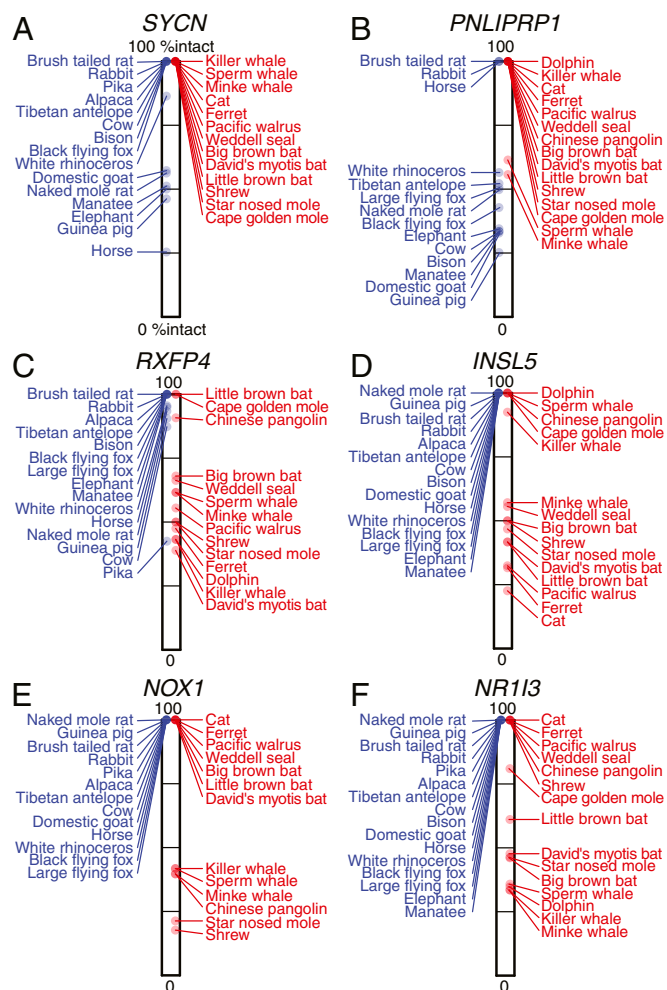 A
SYCN
100 %intact
Brush tailed rat
Rabbit
Pika
Alpaca
Tibetan antelope
Cow
Bison
Black flying fox
White rhinoceros
Domestic goat
Naked mole rat
Manatee
Elephant
Guinea pig
Horse
Killer whale
Sperm whale
Minke whale
Cat
Ferret
Pacific walrus
Weddell seal
Big brown bat
David's myotis bat
Little brown bat
Shrew
Star nosed mole
Cape golden mole
0 %intact
B
PNLIPRP1
100
Brush tailed rat
Rabbit
Horse
White rhinoceros
Tibetan antelope
Large flying fox
Naked mole rat
Black flying fox
Elephant
Cow
Bison
Manatee
Domestic goat
Guinea pig
Dolphin
Killer whale
Cat
Ferret
Pacific walrus
Weddell seal
Chinese pangolin
Big brown bat
David's myotis bat
Little brown bat
Shrew
Star nosed mole
Cape golden mole
Sperm whale
Minke whale
0
C
RXFP4
100
Brush tailed rat
Rabbit
Alpaca
Tibetan antelope
Bison
Black flying fox
Large flying fox
Elephant
Manatee
White rhinoceros
Horse
Naked mole rat
Guinea pig
Cow
Pika
Little brown bat
Cape golden mole
Chinese pangolin
Big brown bat
Weddell seal
Sperm whale
Minke whale
Pacific walrus
Shrew
Star nosed mole
Ferret
Dolphin
Killer whale
David's myotis bat
0
D
INSL5
100
Naked mole rat
Guinea pig
Brush tailed rat
Rabbit
Alpaca
Tibetan antelope
Cow
Bison
Domestic goat
Horse
White rhinoceros
Black flying fox
Large flying fox
Elephant
Manatee
Dolphin
Sperm whale
Chinese pangolin
Cape golden mole
Killer whale
Minke whale
Weddell seal
Big brown bat
Shrew
Star nosed mole
David's myotis bat
Little brown bat
Pacific walrus
Ferret
Cat
0
E
NOX1
100
Naked mole rat
Guinea pig
Brush tailed rat
Rabbit
Pika
Alpaca
Tibetan antelope
Cow
Domestic goat
Horse
White rhinoceros
Black flying fox
Large flying fox
Cat
Ferret
Pacific walrus
Weddell seal
Big brown bat
Little brown bat
David's myotis bat
Killer whale
Sperm whale
Minke whale
Chinese pangolin
Star nosed mole
Shrew
0
F
NR1I3
100
Naked mole rat
Guinea pig
Brush tailed rat
Rabbit
Pika
Alpaca
Tibetan antelope
Cow
Bison
Domestic goat
Horse
White rhinoceros
Black flying fox
Large flying fox
Elephant
Manatee
Cat
Ferret
Pacific walrus
Weddell seal
Chinese pangolin
Shrew
Cape golden mole
Little brown bat
David's myotis bat
Star nosed mole
Big brown bat
Sperm whale
Dolphin
Killer whale
Minke whale
0